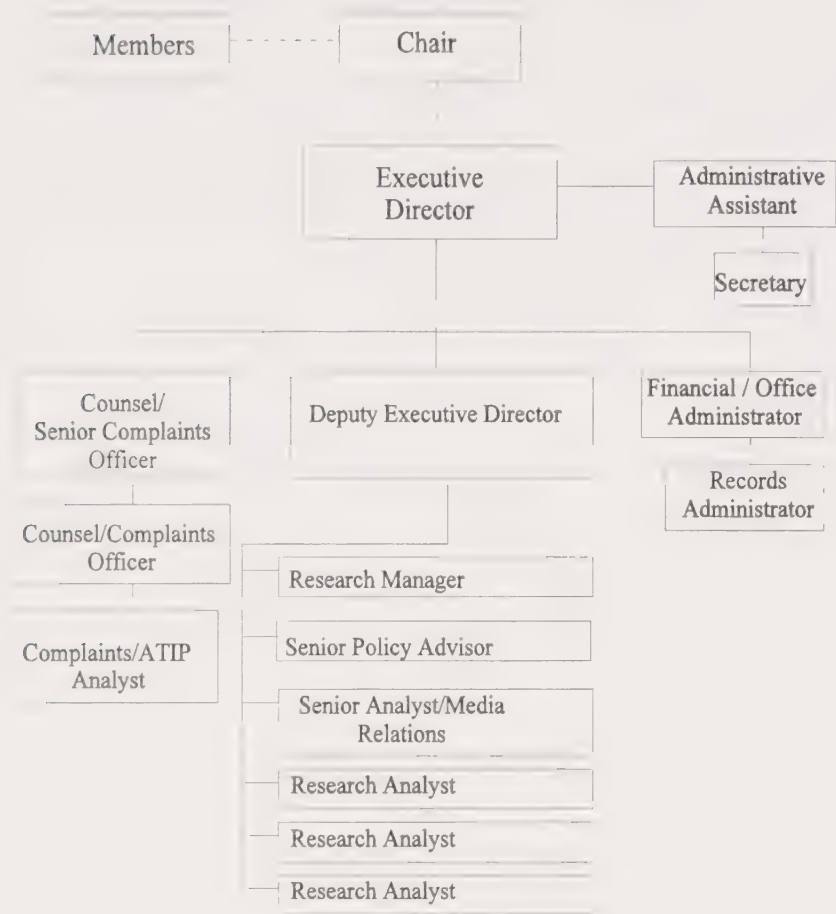 Members
Chair
Executive
Director
Administrative
Assistant
Secretary
Counsel/
Senior Complaints
Officer
Deputy Executive Director
Financial / Office
Administrator
Counsel/Complaints
Officer
Records
Administrator
Complaints/ATIP
Analyst
Research Manager
Senior Policy Advisor
Senior Analyst/Media
Relations
Research Analyst
Research Analyst
Research Analyst